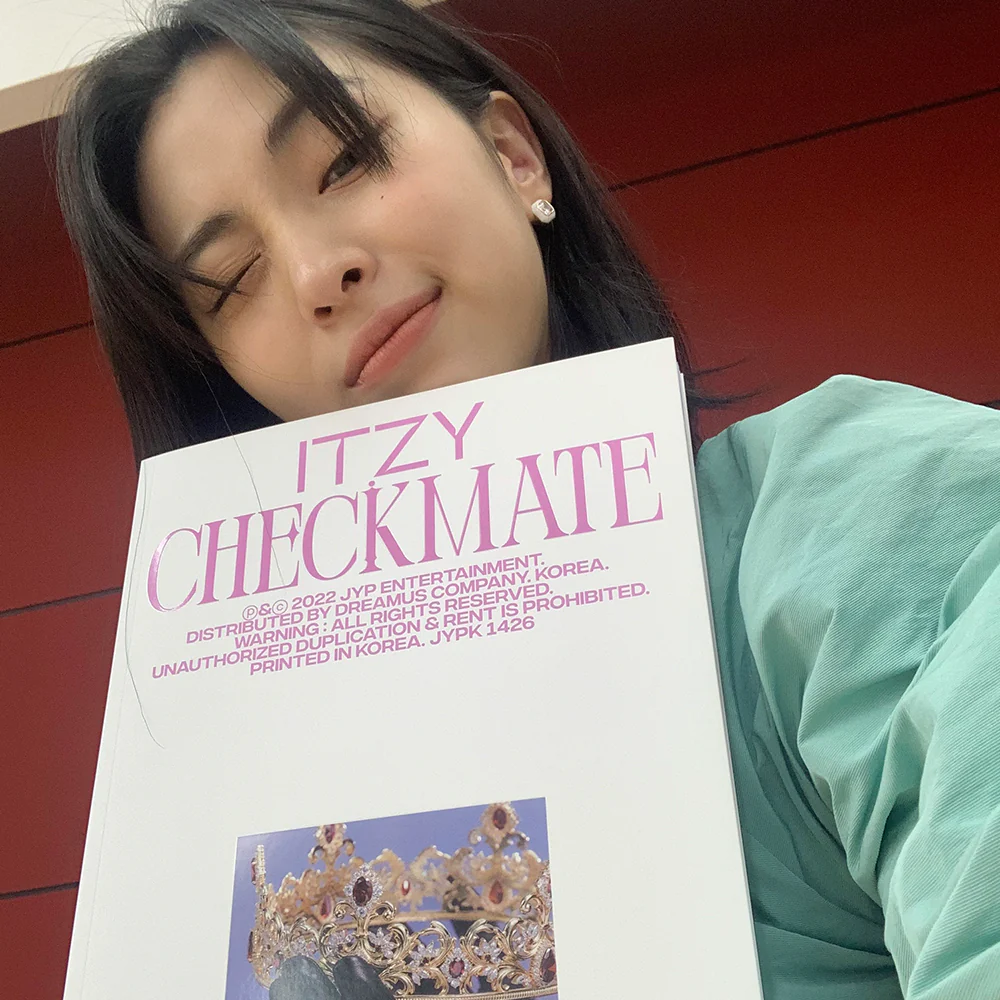 ITZY
CHECKMATE
Ⓟ&Ⓒ 2022 JYP ENTERTAINMENT.
DISTRIBUTED BY DREAMUS COMPANY. KOREA.
WARNING : ALL RIGHTS RESERVED.
UNAUTHORIZED DUPLICATION & RENT IS PROHIBITED.
PRINTED IN KOREA. JYPK 1426